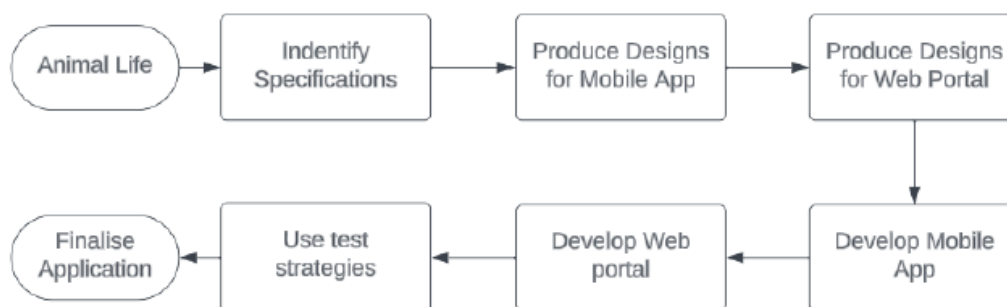 Animal Life
Indentify
Specifications
Produce Designs
for Mobile App
Produce Designs
for Web Portal
Develop Mobile
App
Develop Web
portal
Use test
strategies
Finalise
Application